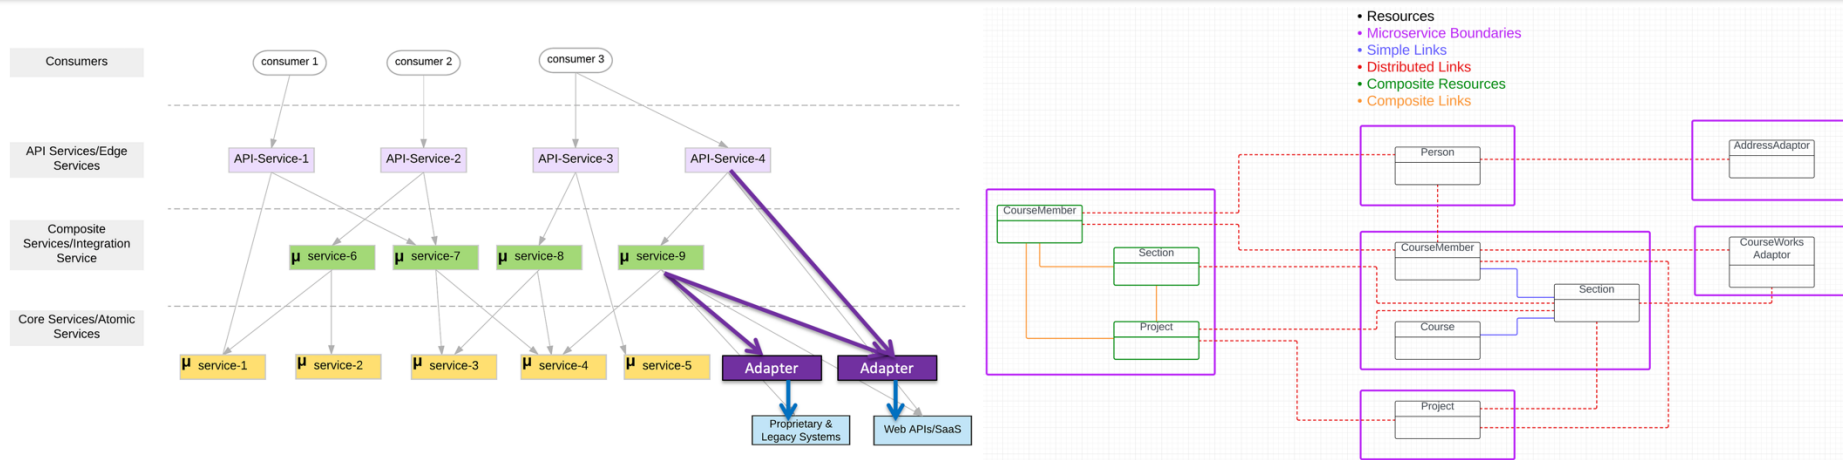 Consumers
consumer 1
consumer 2
consumer 3
API Services/Edge
Services
API-Service-1
API-Service-2
API-Service-3
API-Service-4
Composite
Services/Integration
Service
μ service-6
μ service-7
μ service-8
μ service-9
Core Services/Atomic
Services
μ service-1
μ service-2
μ service-3
μ service-4
μ service-5
Adapter
Adapter
Proprietary &
Legacy Systems
Web APIs/SaaS
• Resources
• Microservice Boundaries
• Simple Links
• Distributed Links
• Composite Resources
• Composite Links
Person
AddressAdaptor
CourseMember
Section
Project
CourseMember
Section
Course
CourseWorks
Adaptor
Project